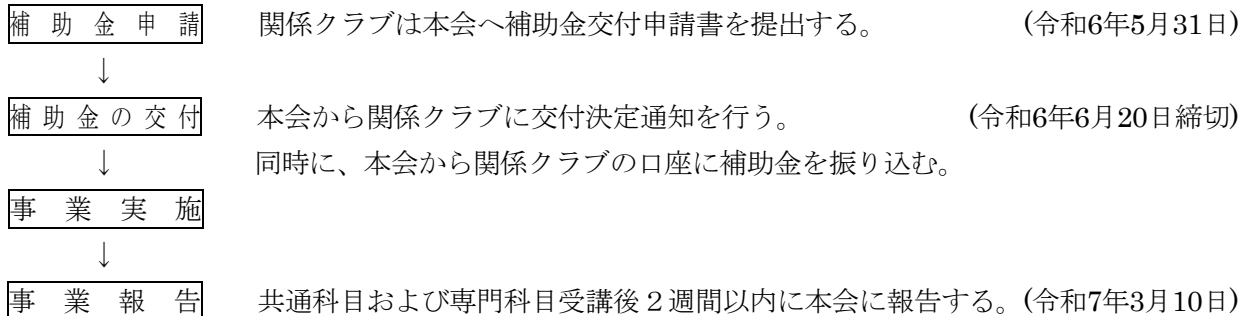 補助金申請 関係クラブは本会へ補助金交付申請書を提出する。 (令和6年5月31日)
↓
補助金の交付 本会から関係クラブに交付決定通知を行う。 (令和6年6月20日締切)
↓ 同時に、本会から関係クラブの口座に補助金を振り込む。
事業実施
↓
事業報告 共通科目および専門科目受講後２週間以内に本会に報告する。(令和7年3月10日)